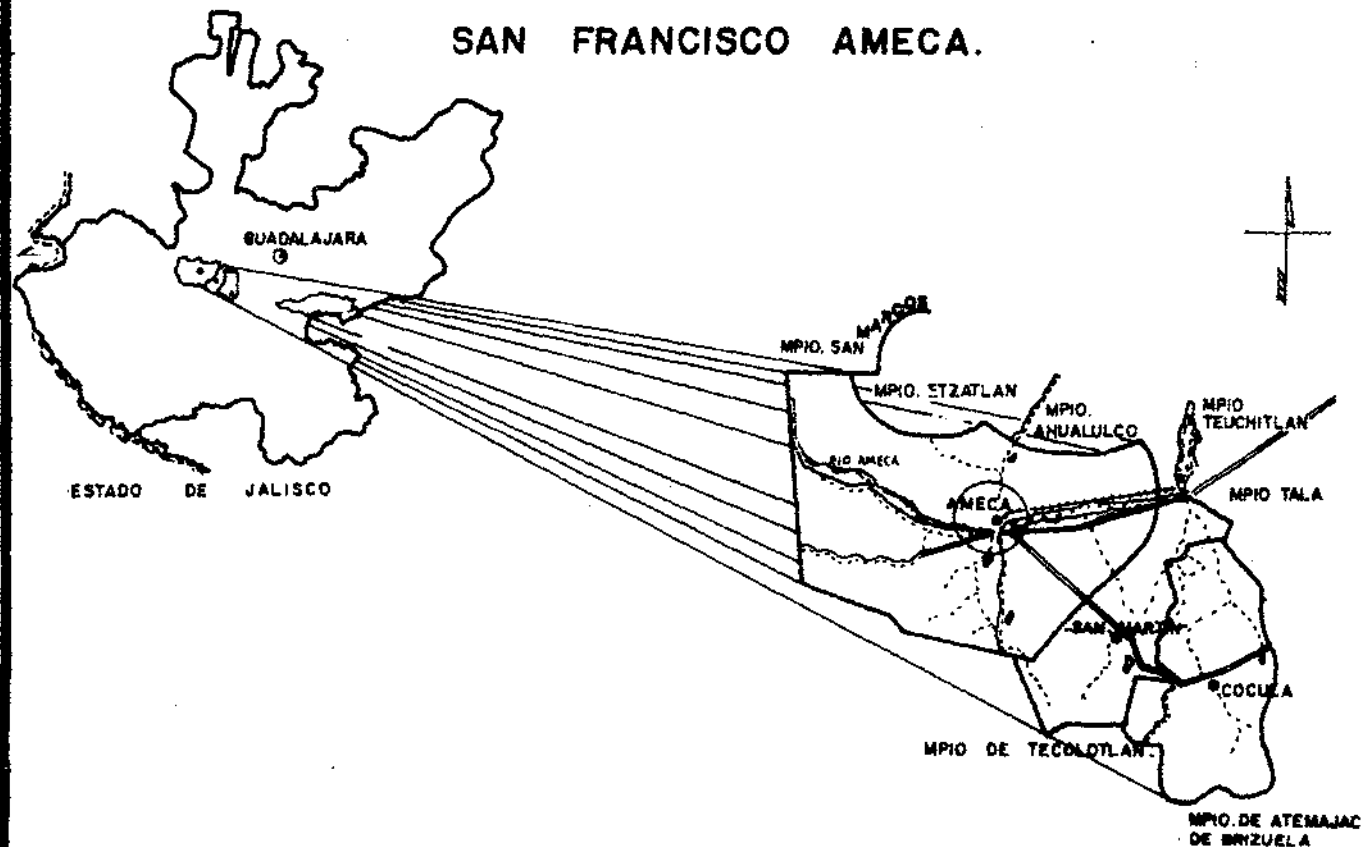 SAN FRANCISCO AMECA.
GUADALAJARA
ESTADO DE JALISCO
MPIO. SAN MARCOS
MPIO. ETZATLAN
MPIO. AHUALULCO
MPIO TEUCHITLAN
RIO AMECA
AMECA
MPIO TALA
SAN MARTIN
COCULA
MPIO DE TECOLOTLAN.
MPIO. DE ATEMAJAC
DE BRIZUELA